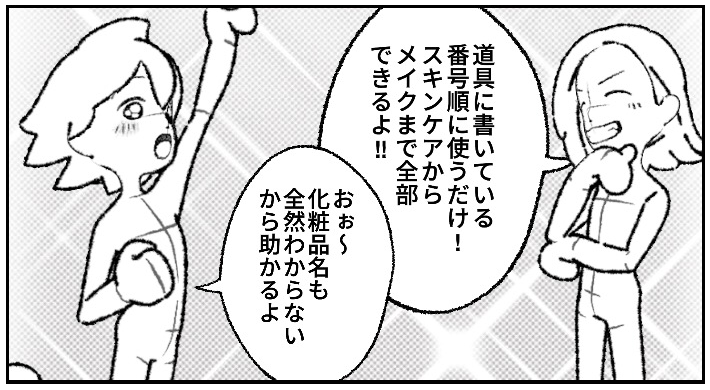 道具に書いている
番号順に使うだけ！
スキンケアから
メイクまで全部
できるよ!!
おぉ〜
化粧品名も
全然わからない
から助かるよ